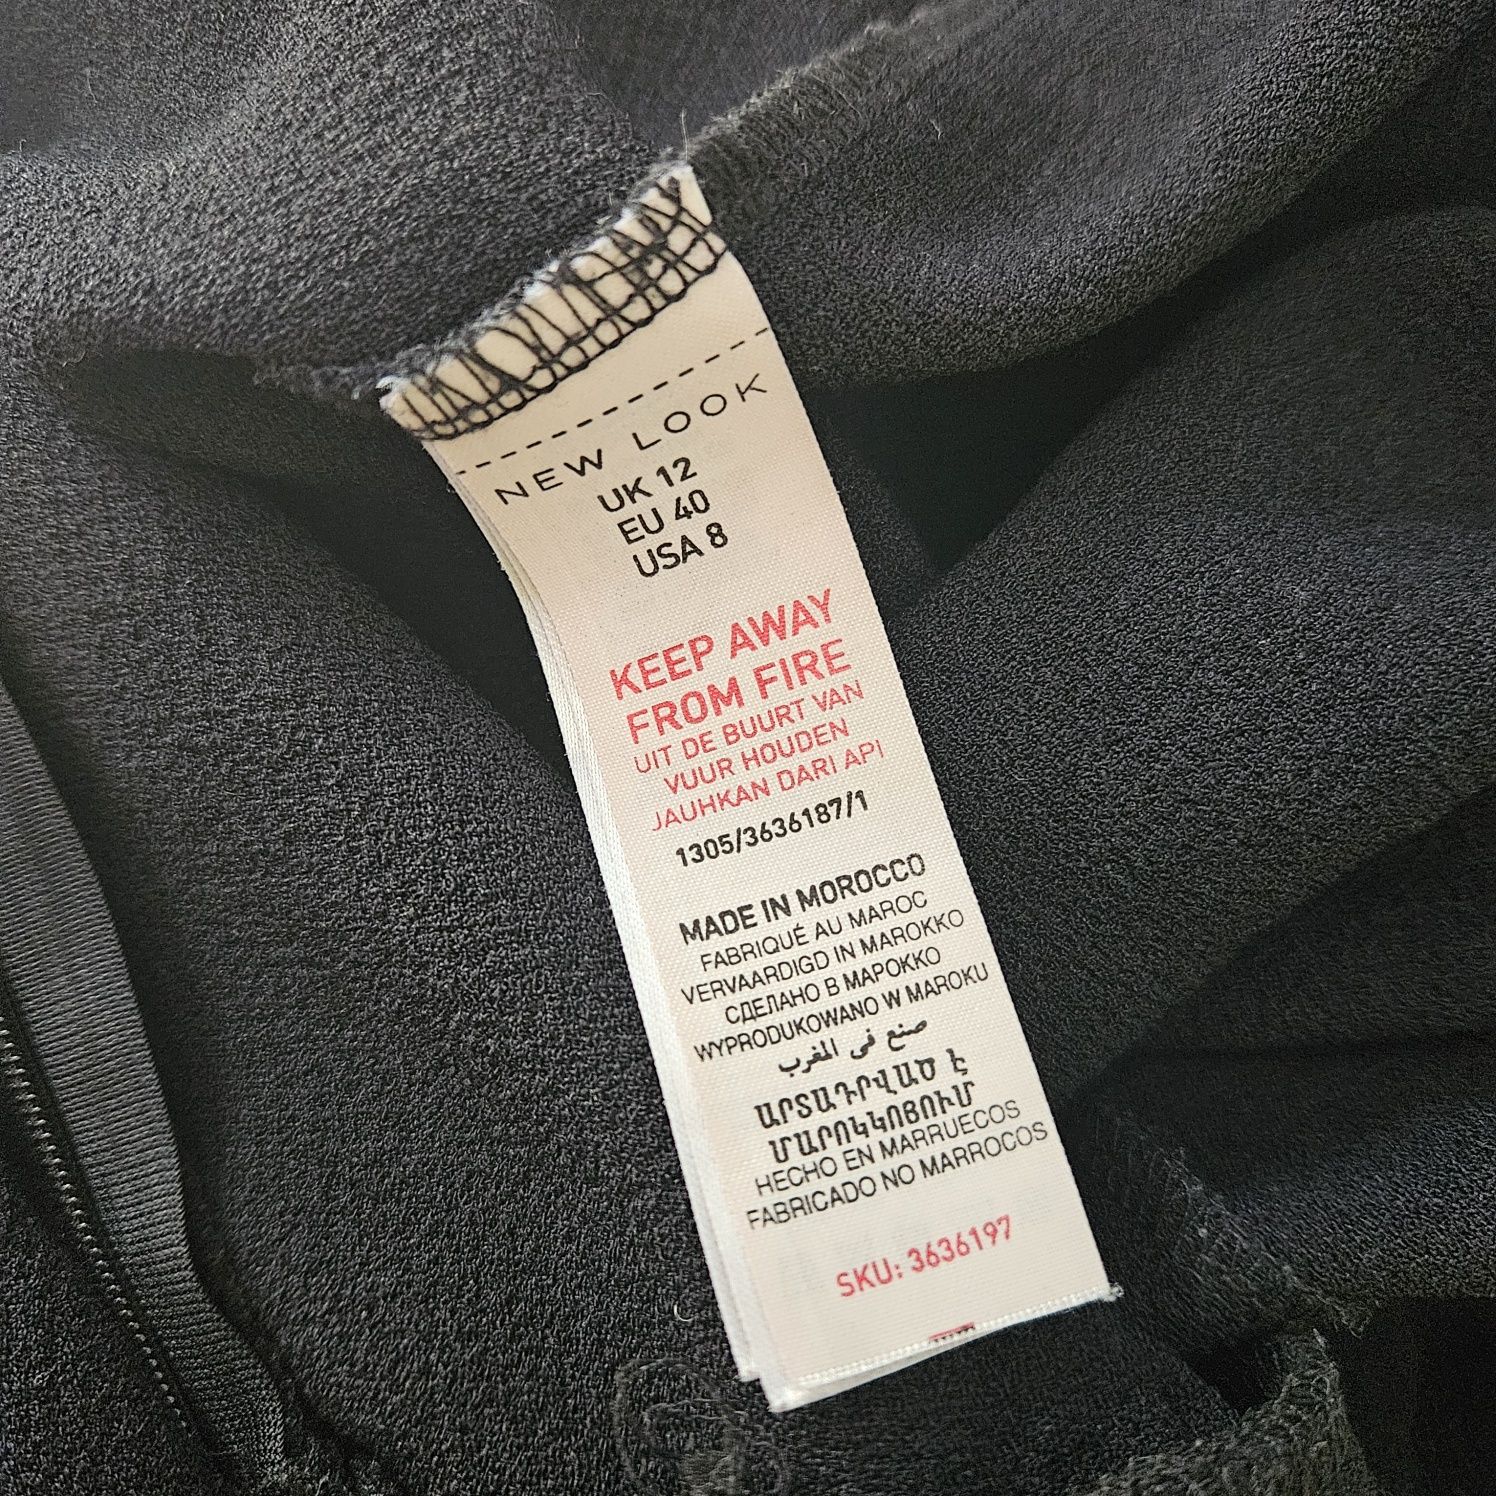 NEW LOOK
UK 12
EU 40
USA 8
KEEP AWAY
FROM FIRE
UIT DE BUURT VAN
VUUR HOUDEN
JAUHKAN DARI API
1305/3636187/1
MADE IN MOROCCO
FABRIQUÉ AU MAROC
VERVAARDIGD IN MAROKKO
СДЕЛАНО В МАРОККО
WYPRODUKOWANO W MAROKU
صنع في المغرب
ԱՐՏԱԴՐՎԱԾ Է
ՄԱՐՈԿԿՈՅՈՒՄ
HECHO EN MARRUECOS
FABRICADO NO MARROCOS
SKU: 3636197